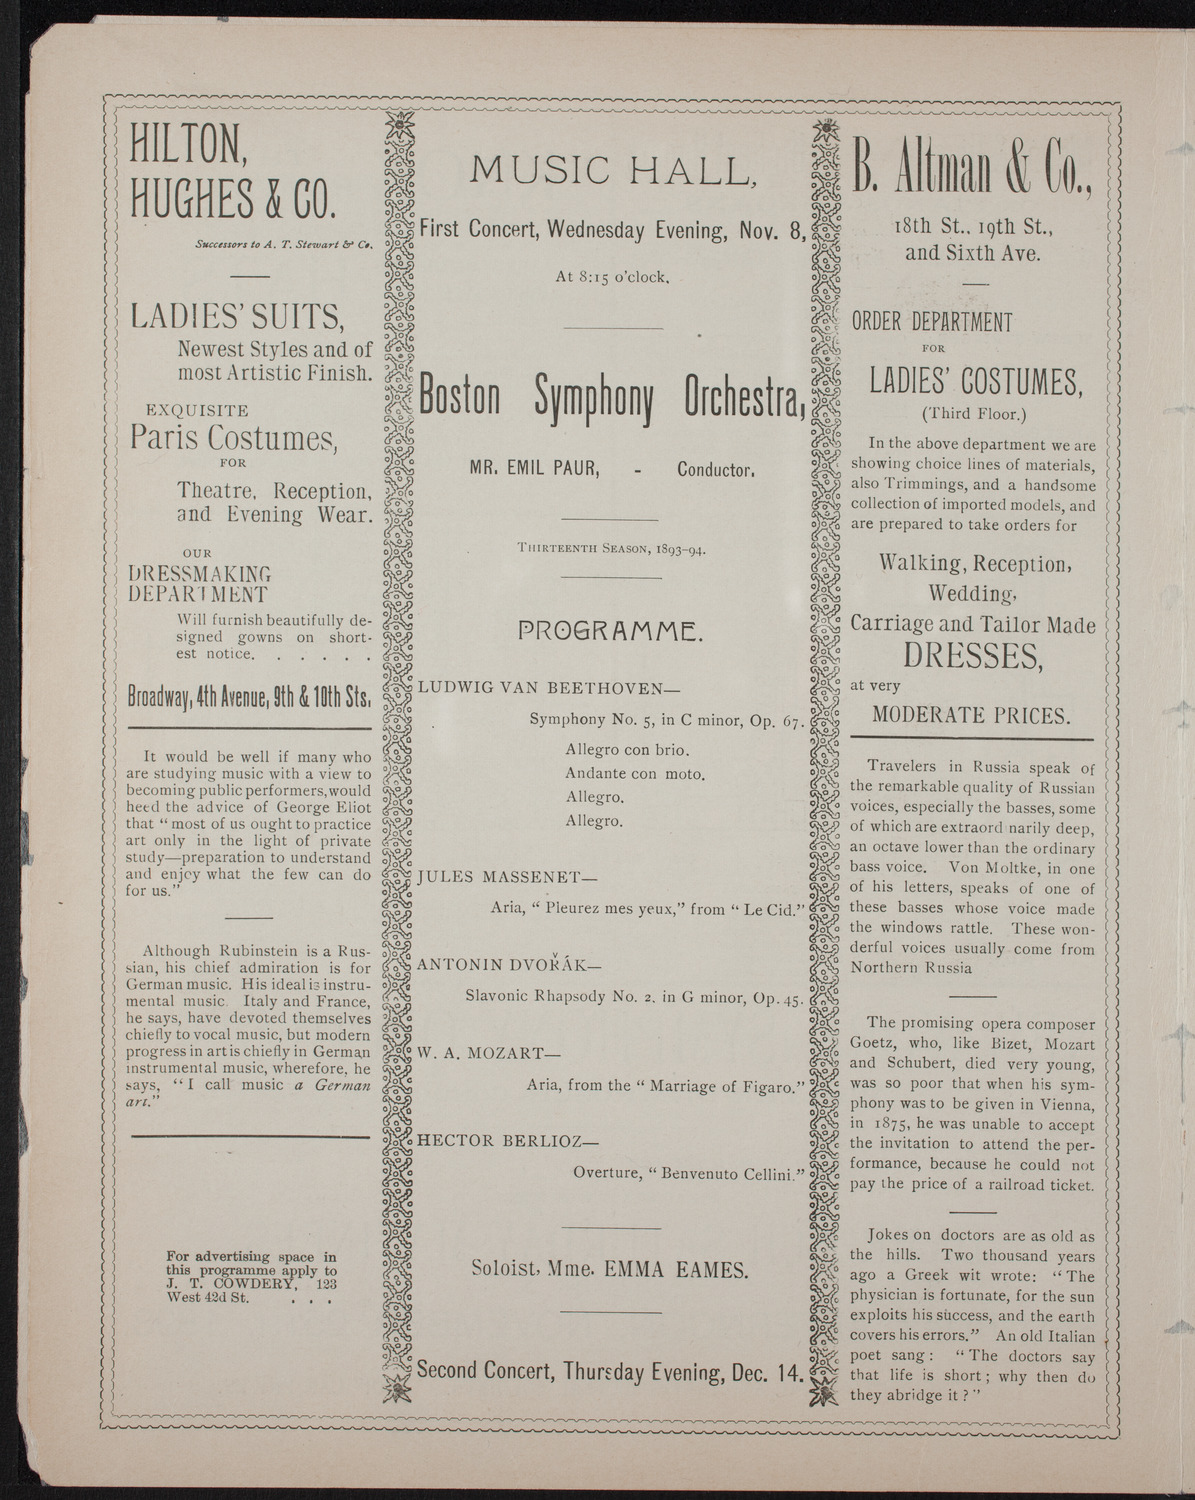 HILTON,
HUGHES & CO.
Successors to A. T. Stewart & Co.
LADIES' SUITS,
Newest Styles and of
most Artistic Finish.
EXQUISITE
Paris Costumes,
FOR
Theatre, Reception,
and Evening Wear.
OUR
DRESSMAKING
DEPARTMENT
Will furnish beautifully de-
signed gowns on short-
est notice. . . . . .
Broadway, 4th Avenue, 9th & 10th Sts.
It would be well if many who
are studying music with a view to
becoming public performers, would
heed the advice of George Eliot
that “ most of us ought to practice
art only in the light of private
study—preparation to understand
and enjoy what the few can do
for us.”
Although Rubinstein is a Rus-
sian, his chief admiration is for
German music. His ideal is instru-
mental music. Italy and France,
he says, have devoted themselves
chiefly to vocal music, but modern
progress in art is chiefly in German
instrumental music, wherefore, he
says, “ I call music a German
art.”
For advertising space in
this programme apply to
J. T. COWDERY, 123
West 42d St. . . .
MUSIC HALL,
First Concert, Wednesday Evening, Nov. 8,
At 8:15 o'clock.
Boston Symphony Orchestra,
MR. EMIL PAUR, - Conductor.
THIRTEENTH SEASON, 1893-94.
PROGRAMME.
LUDWIG VAN BEETHOVEN—
Symphony No. 5, in C minor, Op. 67.
Allegro con brio.
Andante con moto.
Allegro.
Allegro.
JULES MASSENET—
Aria, “ Pleurez mes yeux,” from “ Le Cid.”
ANTONIN DVOŘÁK—
Slavonic Rhapsody No. 2, in G minor, Op. 45.
W. A. MOZART—
Aria, from the “ Marriage of Figaro.”
HECTOR BERLIOZ—
Overture, “ Benvenuto Cellini.”
Soloist, Mme. EMMA EAMES.
Second Concert, Thursday Evening, Dec. 14.
B. Altman & Co.,
18th St., 19th St.,
and Sixth Ave.
ORDER DEPARTMENT
FOR
LADIES' COSTUMES,
(Third Floor.)
In the above department we are
showing choice lines of materials,
also Trimmings, and a handsome
collection of imported models, and
are prepared to take orders for
Walking, Reception,
Wedding,
Carriage and Tailor Made
DRESSES,
at very
MODERATE PRICES.
Travelers in Russia speak of
the remarkable quality of Russian
voices, especially the basses, some
of which are extraord narily deep,
an octave lower than the ordinary
bass voice. Von Moltke, in one
of his letters, speaks of one of
these basses whose voice made
the windows rattle. These won-
derful voices usually come from
Northern Russia
The promising opera composer
Goetz, who, like Bizet, Mozart
and Schubert, died very young,
was so poor that when his sym-
phony was to be given in Vienna,
in 1875, he was unable to accept
the invitation to attend the per-
formance, because he could not
pay the price of a railroad ticket.
Jokes on doctors are as old as
the hills. Two thousand years
ago a Greek wit wrote: “ The
physician is fortunate, for the sun
exploits his success, and the earth
covers his errors.” An old Italian
poet sang : “ The doctors say
that life is short ; why then do
they abridge it ? ”